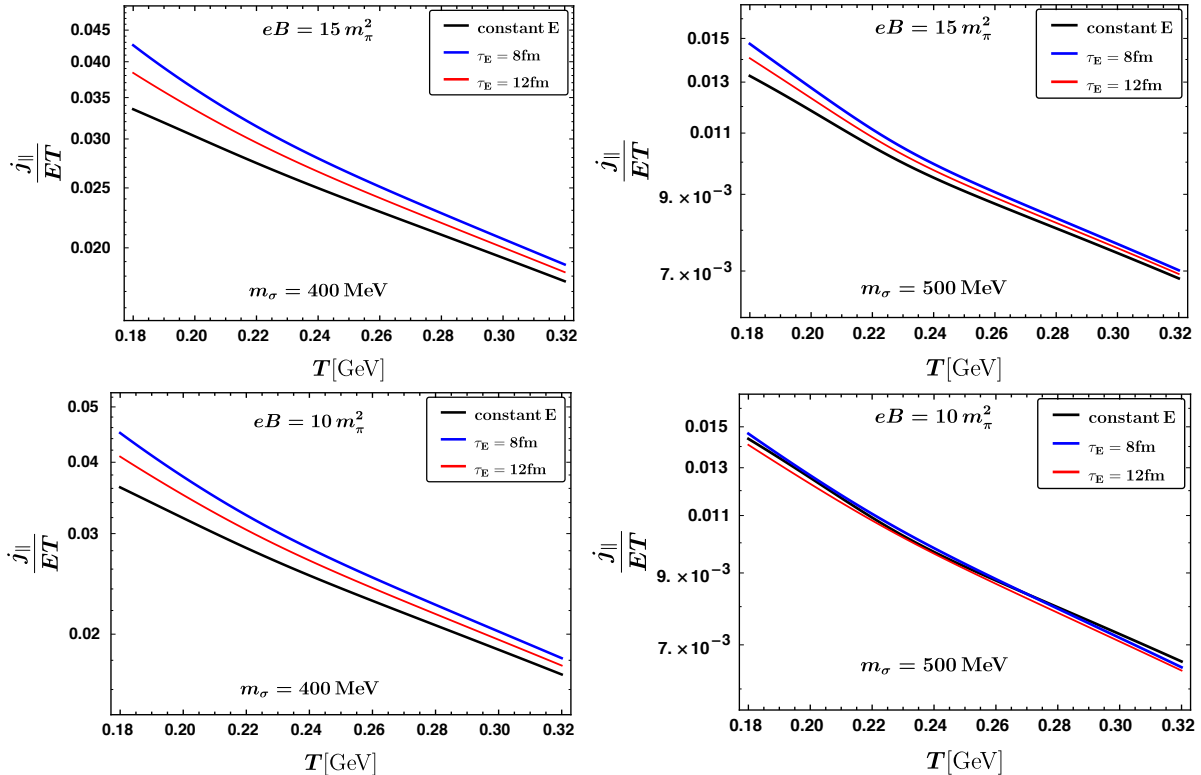 eB = 15 m_π^2
constant E
τ_E = 8fm
τ_E = 12fm
0.045
0.040
0.035
0.030
0.025
0.020
j_∥
ET
m_σ = 400 MeV
0.18 0.20 0.22 0.24 0.26 0.28 0.30 0.32
T[GeV]
eB = 15 m_π^2
constant E
τ_E = 8fm
τ_E = 12fm
0.015
0.013
0.011
9. × 10^−3
7. × 10^−3
j_∥
ET
m_σ = 500 MeV
0.18 0.20 0.22 0.24 0.26 0.28 0.30 0.32
T[GeV]
eB = 10 m_π^2
constant E
τ_E = 8fm
τ_E = 12fm
0.05
0.04
0.03
0.02
j_∥
ET
m_σ = 400 MeV
0.18 0.20 0.22 0.24 0.26 0.28 0.30 0.32
T[GeV]
eB = 10 m_π^2
constant E
τ_E = 8fm
τ_E = 12fm
0.015
0.013
0.011
9. × 10^−3
7. × 10^−3
j_∥
ET
m_σ = 500 MeV
0.18 0.20 0.22 0.24 0.26 0.28 0.30 0.32
T[GeV]